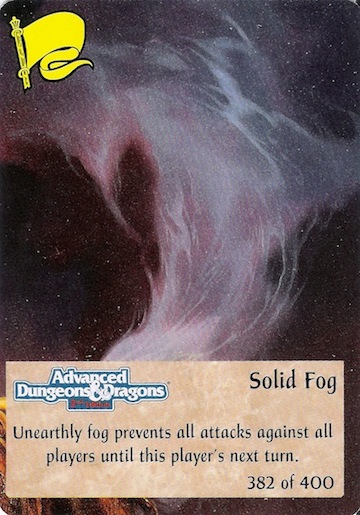 Advanced
Dungeons & Dragons
Solid Fog
Unearthly fog prevents all attacks against all
players until this player's next turn.
382 of 400